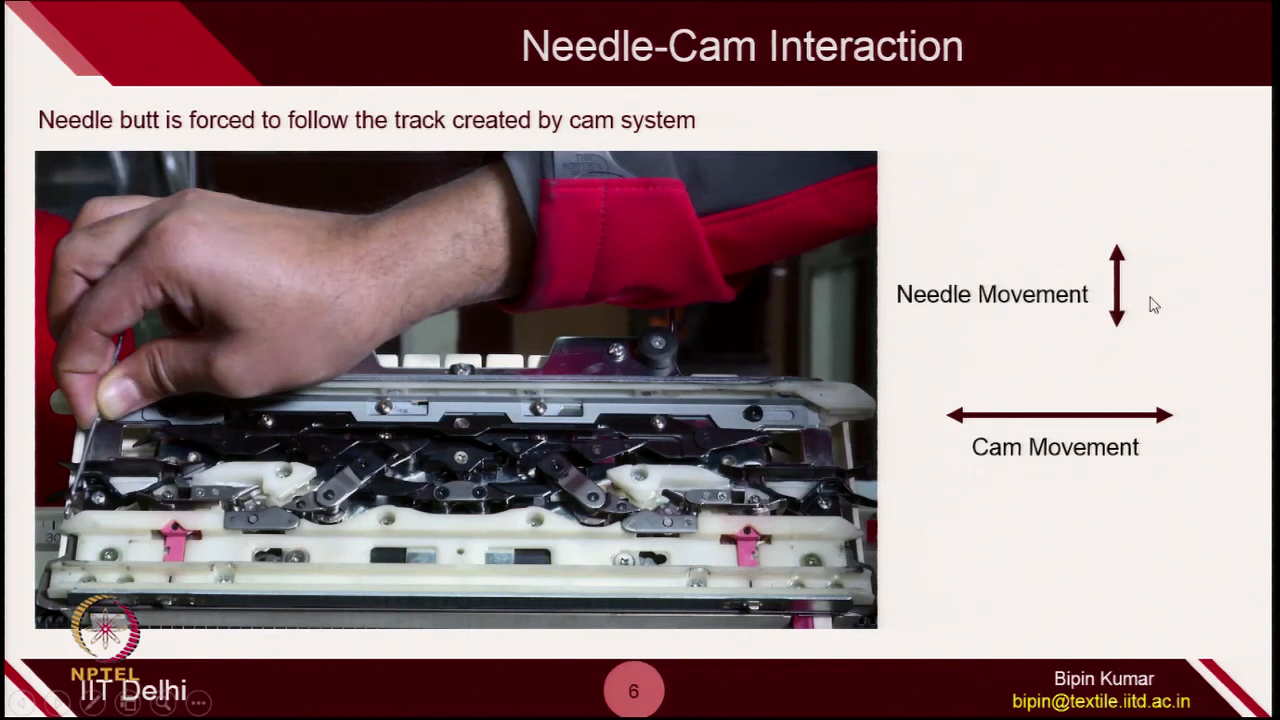 Needle-Cam Interaction
Needle butt is forced to follow the track created by cam system
THE
Needle Movement
Cam Movement
NPTEL
IIT Delhi
6
Bipin Kumar
bipin@textile.iitd.ac.in